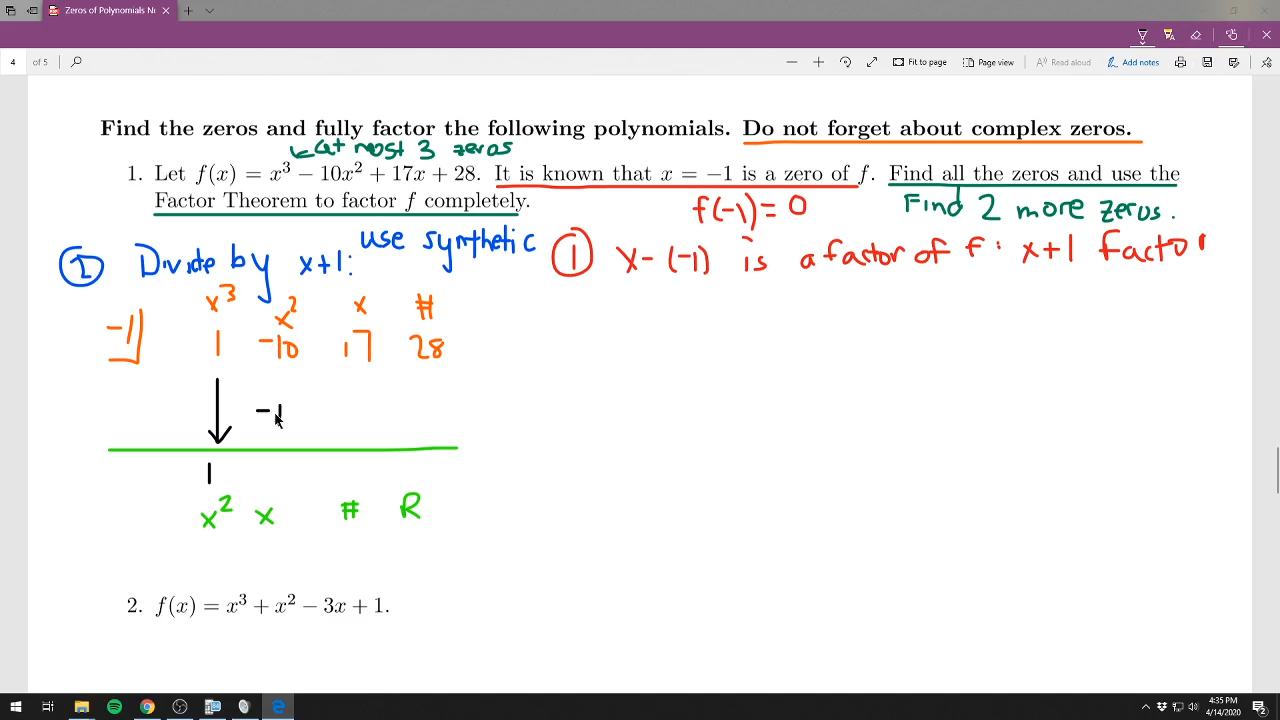 Zeros of Polynomials No
4 of 5 Fit to page Page view Read aloud Add notes
Find the zeros and fully factor the following polynomials. Do not forget about complex zeros.
at most 3 zeros
1. Let f(x) = x³ − 10x² + 17x + 28. It is known that x = −1 is a zero of f. Find all the zeros and use the
Factor Theorem to factor f completely.
f(-1) = 0
Find 2 more zeros.
② Divide by x+1:
use synthetic
① x - (-1) is a factor of f: x+1 factor
x³ x² x #
-1 1 -10 17 28
-1
1
x² x # R
2. f(x) = x³ + x² − 3x + 1.
4:35 PM
4/14/2020
2